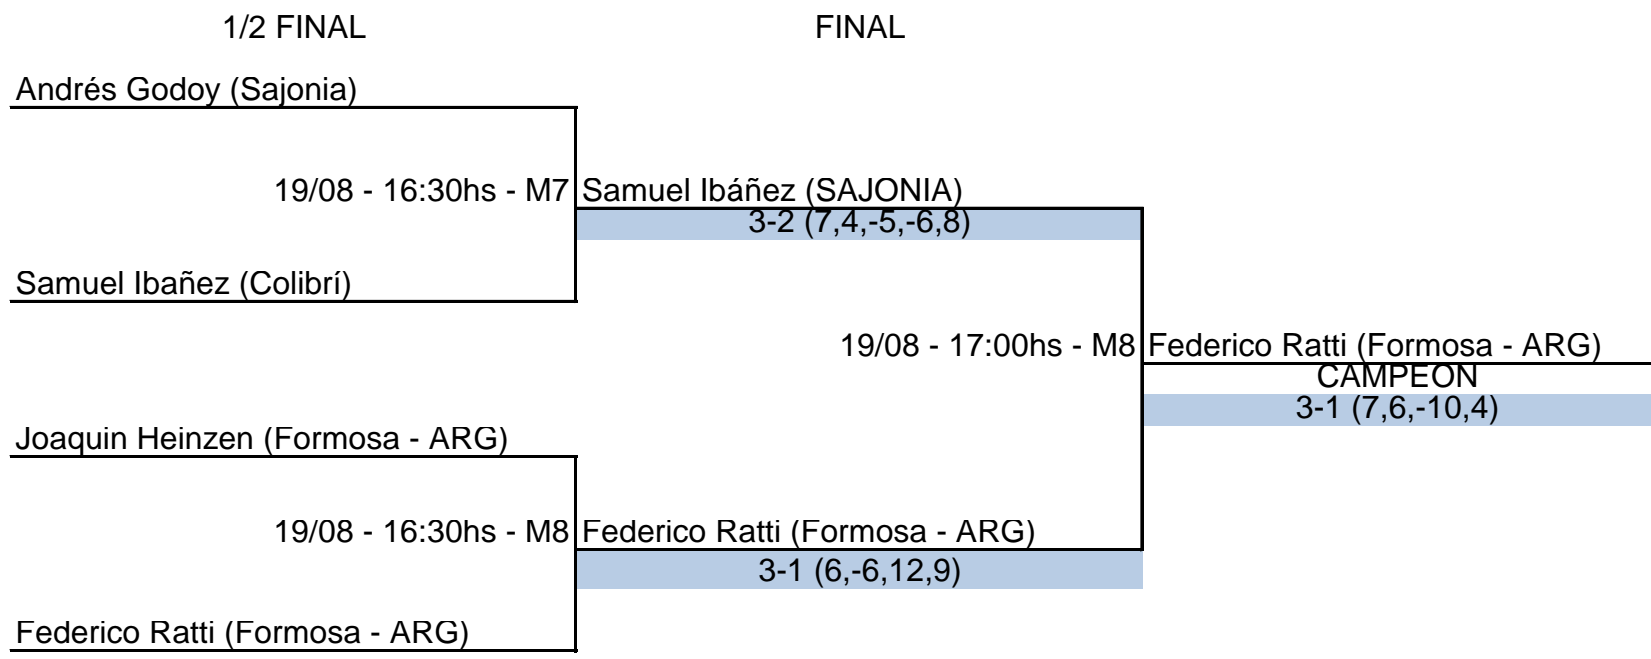 1/2 FINAL FINAL
Andrés Godoy (Sajonia)
19/08 - 16:30hs - M7 Samuel Ibáñez (SAJONIA)
3-2 (7,4,-5,-6,8)
Samuel Ibañez (Colibrí)
19/08 - 17:00hs - M8 Federico Ratti (Formosa - ARG)
CAMPEON
3-1 (7,6,-10,4)
Joaquin Heinzen (Formosa - ARG)
19/08 - 16:30hs - M8 Federico Ratti (Formosa - ARG)
3-1 (6,-6,12,9)
Federico Ratti (Formosa - ARG)